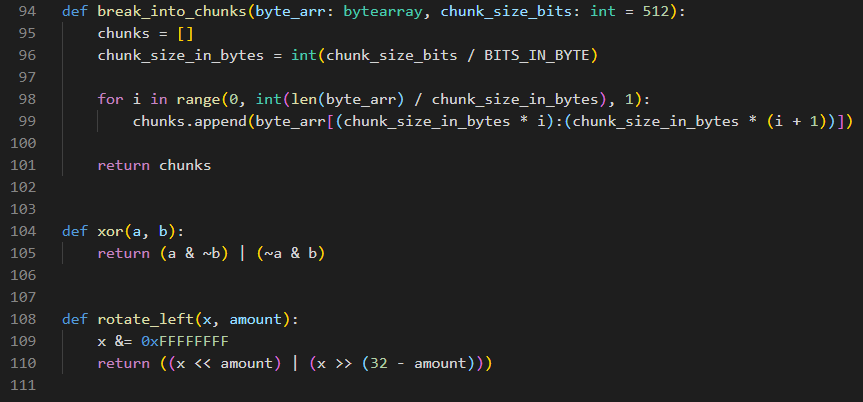 94 def break_into_chunks(byte_arr: bytearray, chunk_size_bits: int = 512):
95     chunks = []
96     chunk_size_in_bytes = int(chunk_size_bits / BITS_IN_BYTE)
97
98     for i in range(0, int(len(byte_arr) / chunk_size_in_bytes), 1):
99         chunks.append(byte_arr[(chunk_size_in_bytes * i):(chunk_size_in_bytes * (i + 1))])
100
101     return chunks
102
103
104 def xor(a, b):
105     return (a & ~b) | (~a & b)
106
107
108 def rotate_left(x, amount):
109     x &= 0xFFFFFFFF
110     return ((x << amount) | (x >> (32 - amount)))
111